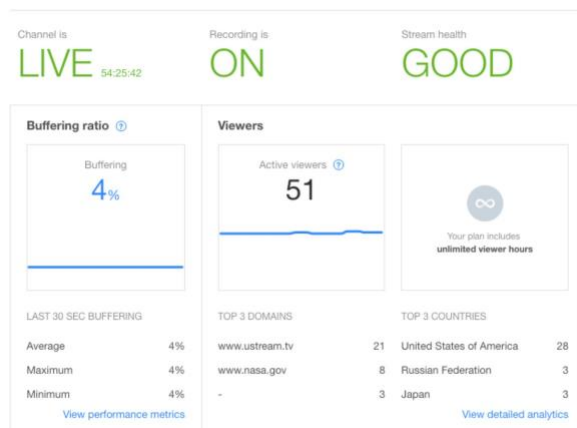 Channel is
LIVE 54:25:42
Recording is
ON
Stream health
GOOD
Buffering ratio ?
Buffering
4%
LAST 30 SEC BUFFERING
Average 4%
Maximum 4%
Minimum 4%
View performance metrics
Viewers
Active viewers ?
51
Your plan includes
unlimited viewer hours
TOP 3 DOMAINS
www.ustream.tv 21
www.nasa.gov 8
- 3
TOP 3 COUNTRIES
United States of America 28
Russian Federation 3
Japan 3
View detailed analytics